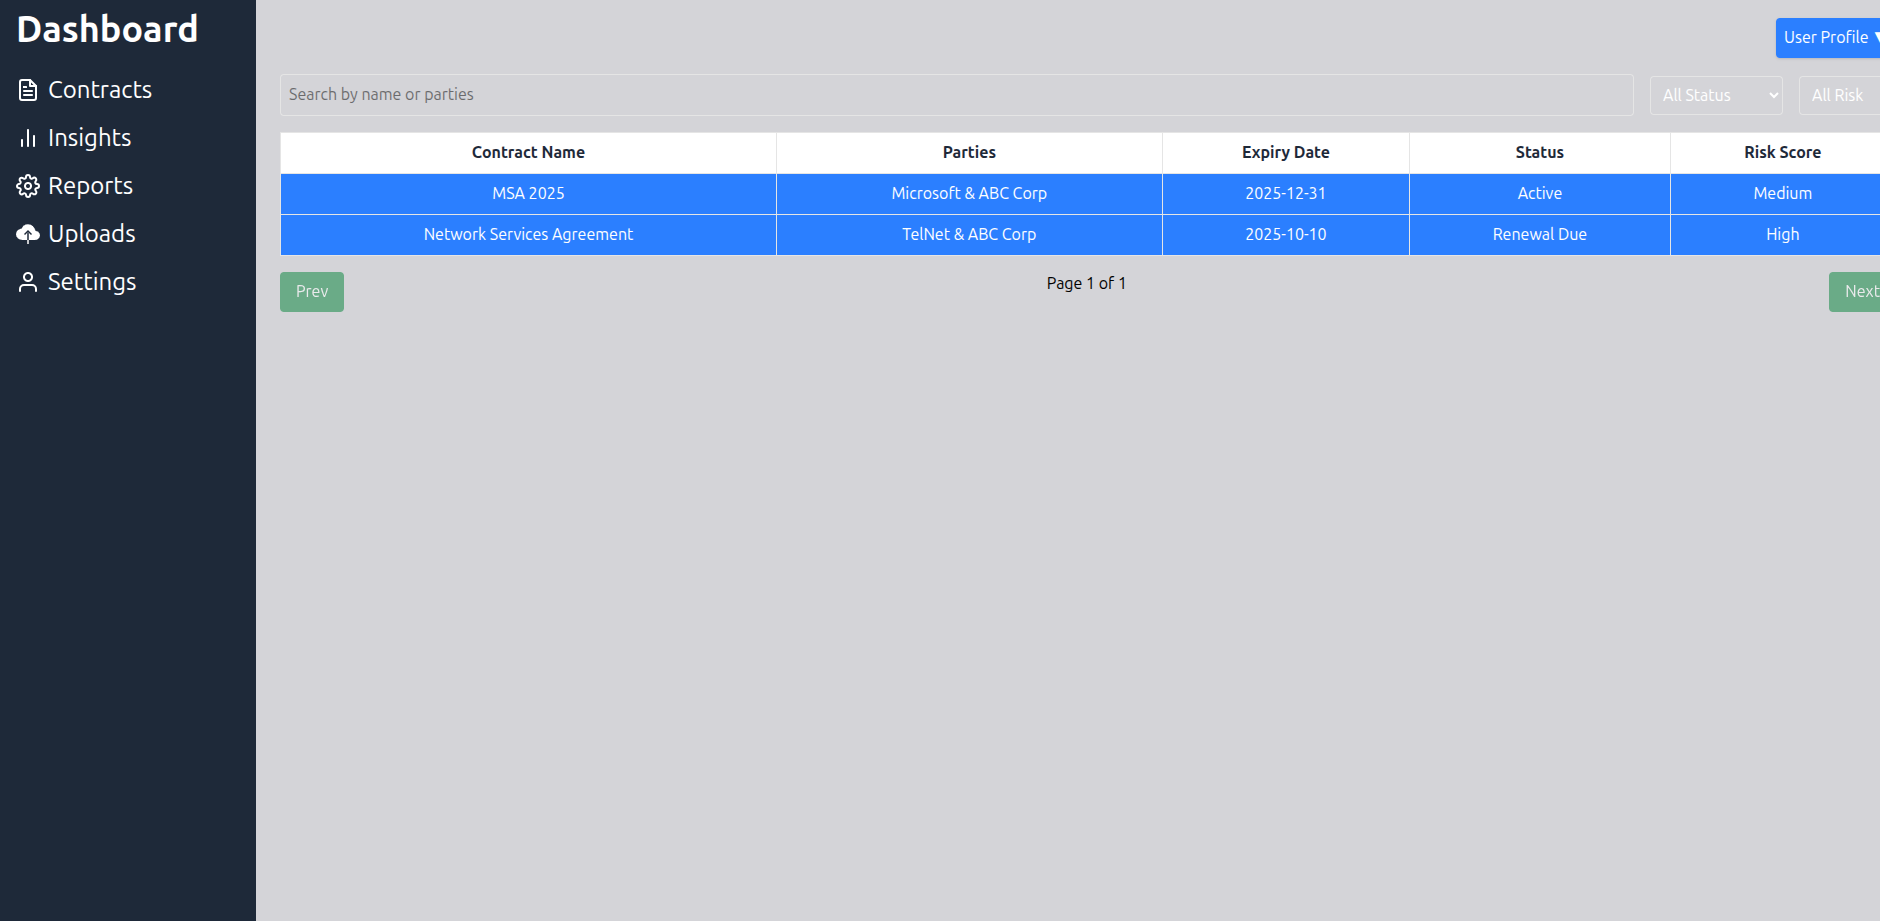 Dashboard
Contracts
Insights
Reports
Uploads
Settings
User Profile ▼
Search by name or parties
All Status
All Risk
Contract Name Parties Expiry Date Status Risk Score
MSA 2025 Microsoft & ABC Corp 2025-12-31 Active Medium
Network Services Agreement TelNet & ABC Corp 2025-10-10 Renewal Due High
Prev
Page 1 of 1
Next